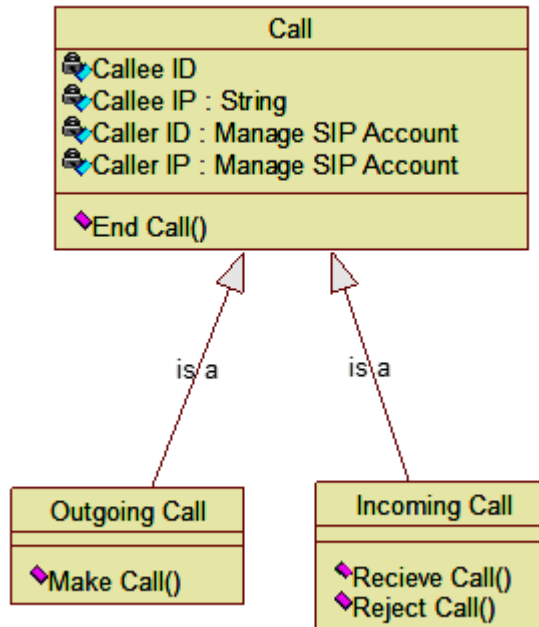 Call
Callee ID
Callee IP : String
Caller ID : Manage SIP Account
Caller IP : Manage SIP Account
End Call()
is a
is a
Outgoing Call
Make Call()
Incoming Call
Recieve Call()
Reject Call()